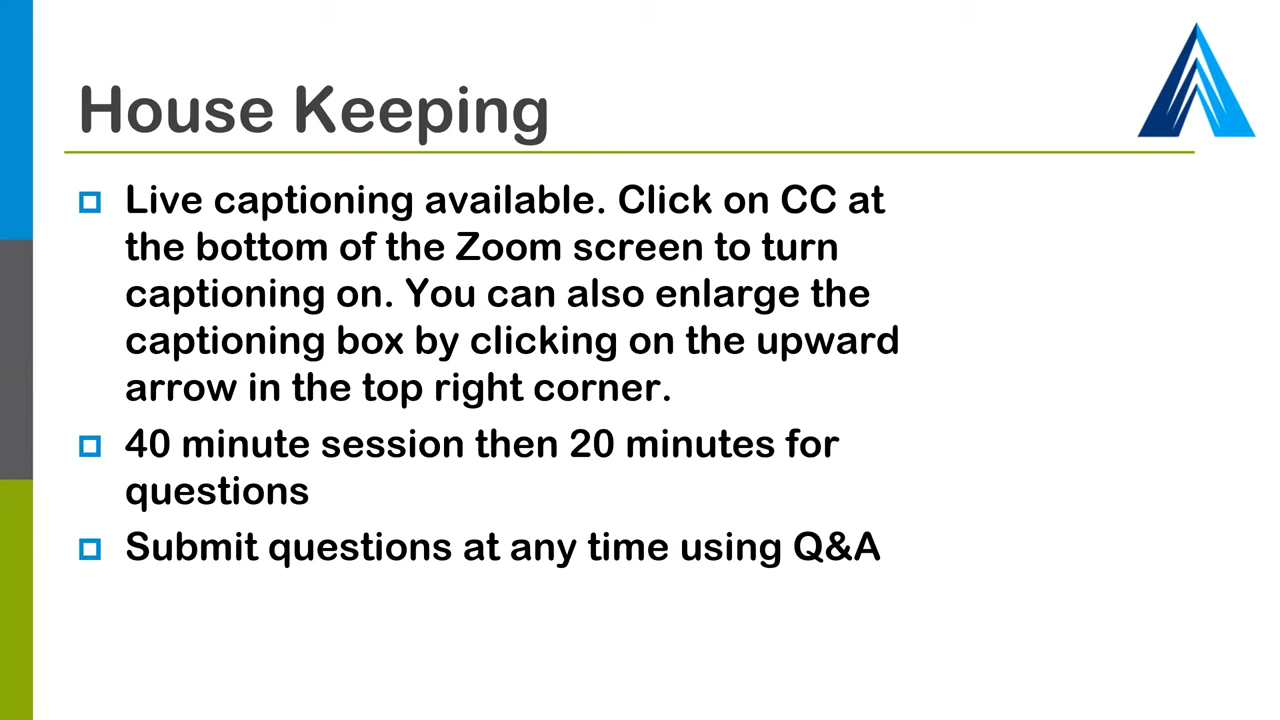 House Keeping
Live captioning available. Click on CC at
the bottom of the Zoom screen to turn
captioning on. You can also enlarge the
captioning box by clicking on the upward
arrow in the top right corner.
40 minute session then 20 minutes for
questions
Submit questions at any time using Q&A